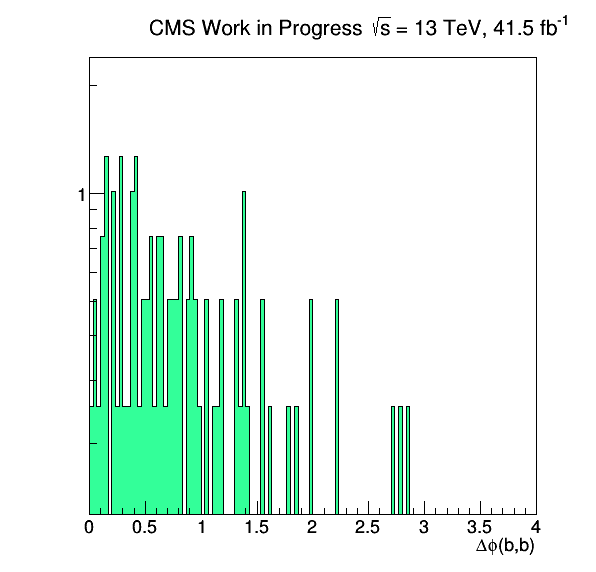 CMS Work in Progress √s = 13 TeV, 41.5 fb⁻¹
1
0 0.5 1 1.5 2 2.5 3 3.5 4
Δϕ(b,b)